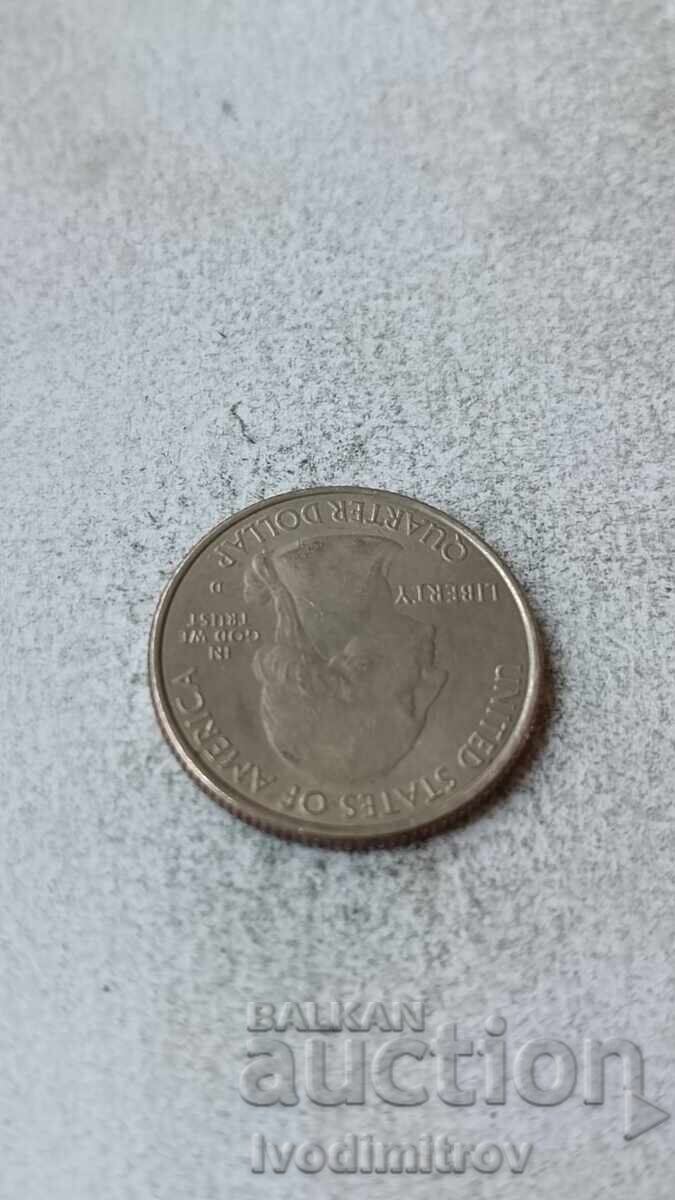 UNITED STATES OF AMERICA
LIBERTY
IN
GOD WE
TRUST
D
QUARTER DOLLAR
BALKAN
auction
Ivodimitrov